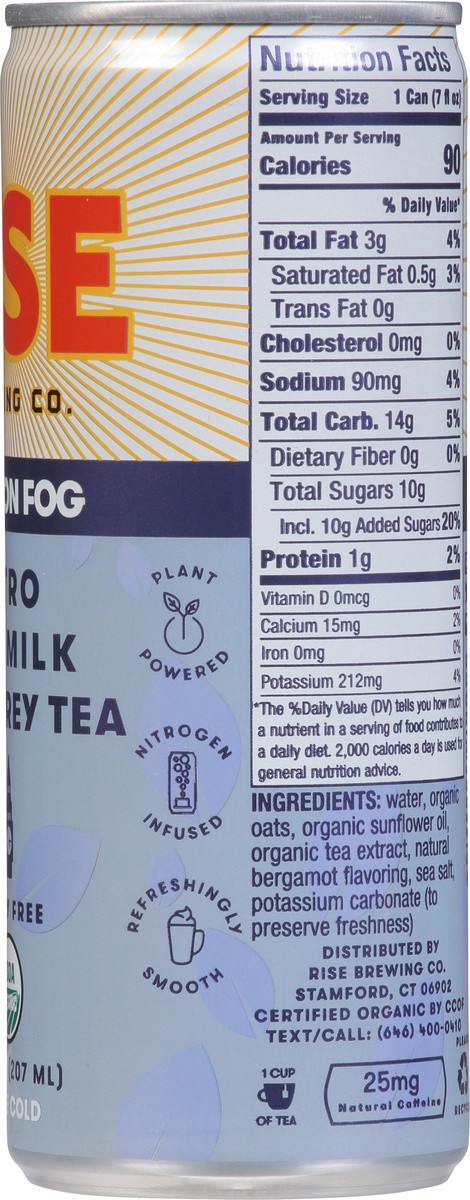 SE
NG CO.
ON FOG
RO
MILK
REY TEA
FREE
(207 ML)
COLD
PLANT
POWERED
NITROGEN
INFUSED
REFRESHINGLY
SMOOTH
Nutrition Facts
Serving Size 1 Can (7 fl oz)
Amount Per Serving
Calories 90
% Daily Value*
Total Fat 3g 4%
Saturated Fat 0.5g 3%
Trans Fat 0g
Cholesterol 0mg 0%
Sodium 90mg 4%
Total Carb. 14g 5%
Dietary Fiber 0g 0%
Total Sugars 10g
Incl. 10g Added Sugars 20%
Protein 1g 2%
Vitamin D 0mcg 0%
Calcium 15mg 2%
Iron 0mg 0%
Potassium 212mg 4%
*The %Daily Value (DV) tells you how much
a nutrient in a serving of food contributes to
a daily diet. 2,000 calories a day is used for
general nutrition advice.
INGREDIENTS: water, organic
oats, organic sunflower oil,
organic tea extract, natural
bergamot flavoring, sea salt,
potassium carbonate (to
preserve freshness)
DISTRIBUTED BY
RISE BREWING CO.
STAMFORD, CT 06902
CERTIFIED ORGANIC BY CCOF
TEXT/CALL: (646) 400-0410
1 CUP
OF TEA
25mg
Natural Caffeine